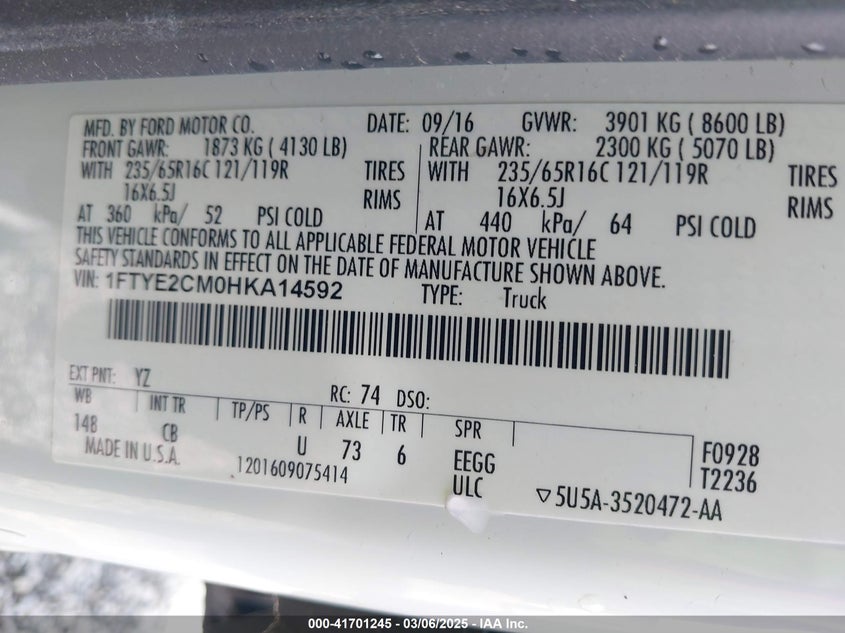 MFD. BY FORD MOTOR CO. DATE: 09/16 GVWR: 3901 KG ( 8600 LB)
FRONT GAWR: 1873 KG ( 4130 LB) REAR GAWR: 2300 KG ( 5070 LB)
WITH 235/65R16C 121/119R TIRES WITH 235/65R16C 121/119R TIRES
16X6.5J RIMS 16X6.5J RIMS
AT 360 kPa/ 52 PSI COLD AT 440 kPa/ 64 PSI COLD
THIS VEHICLE CONFORMS TO ALL APPLICABLE FEDERAL MOTOR VEHICLE
SAFETY STANDARDS IN EFFECT ON THE DATE OF MANUFACTURE SHOWN ABOVE.
VIN: 1FTYE2CM0HKA14592 TYPE: Truck
EXT PNT: YZ RC: 74 DSO:
WB INT TR TP/PS R AXLE TR SPR
148 CB U 73 6 EEGG F0928
MADE IN U.S.A. 1201609075414 ULC T2236
▽5U5A-3520472-AA
000-41701245 - 03/06/2025 - IAA Inc.